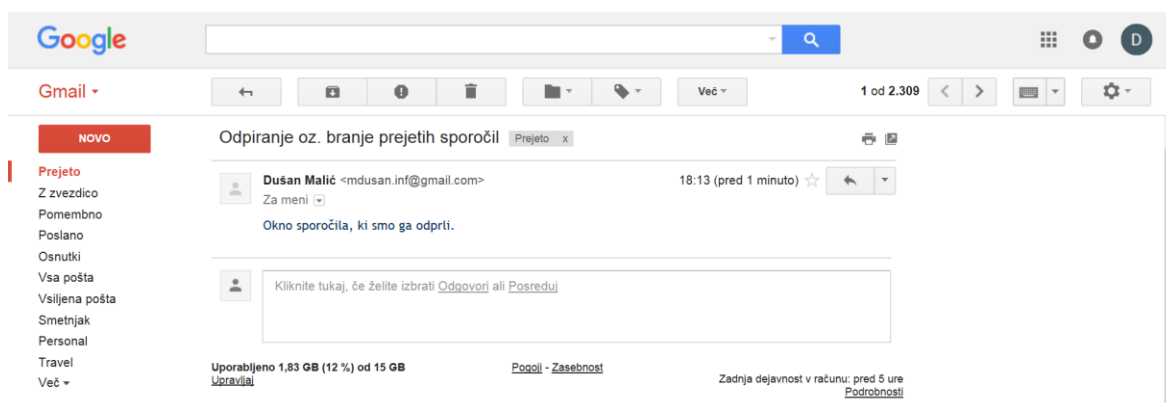 Google
D
Gmail
Več
1 od 2.309
NOVO
Odpiranje oz. branje prejetih sporočil Prejeto x
Prejeto
Z zvezdico
Pomembno
Poslano
Osnutki
Vsa pošta
Vsiljena pošta
Smetnjak
Personal
Travel
Več
Dušan Malić <mdusan.inf@gmail.com>
18:13 (pred 1 minuto)
Za meni
Okno sporočila, ki smo ga odprli.
Kliknite tukaj, če želite izbrati Odgovori ali Posreduj
Uporabljeno 1,83 GB (12 %) od 15 GB
Upravljaj
Pogoji - Zasebnost
Zadnja dejavnost v računu: pred 5 ure
Podrobnosti